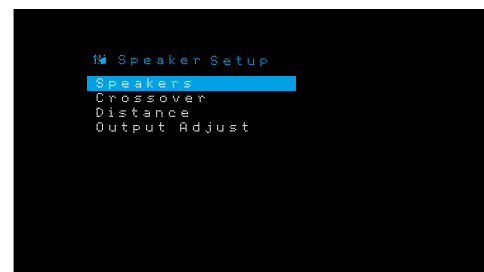 Speaker Setup
Speakers
Crossover
Distance
Output Adjust